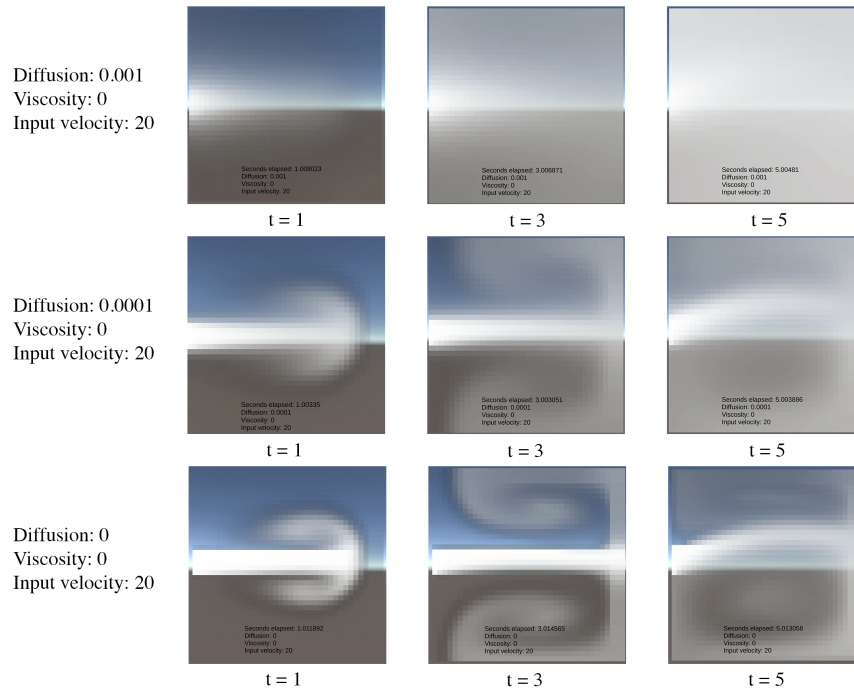 Diffusion: 0.001
Viscosity: 0
Input velocity: 20
Seconds elapsed: 1.008023
Diffusion: 0.001
Viscosity: 0
Input velocity: 20
Seconds elapsed: 3.006871
Diffusion: 0.001
Viscosity: 0
Input velocity: 20
Seconds elapsed: 5.00481
Diffusion: 0.001
Viscosity: 0
Input velocity: 20
t = 1
t = 3
t = 5
Diffusion: 0.0001
Viscosity: 0
Input velocity: 20
Seconds elapsed: 1.00335
Diffusion: 0.0001
Viscosity: 0
Input velocity: 20
Seconds elapsed: 3.003051
Diffusion: 0.0001
Viscosity: 0
Input velocity: 20
Seconds elapsed: 5.003886
Diffusion: 0.0001
Viscosity: 0
Input velocity: 20
t = 1
t = 3
t = 5
Diffusion: 0
Viscosity: 0
Input velocity: 20
Seconds elapsed: 1.011892
Diffusion: 0
Viscosity: 0
Input velocity: 20
Seconds elapsed: 3.014565
Diffusion: 0
Viscosity: 0
Input velocity: 20
Seconds elapsed: 5.013058
Diffusion: 0
Viscosity: 0
Input velocity: 20
t = 1
t = 3
t = 5